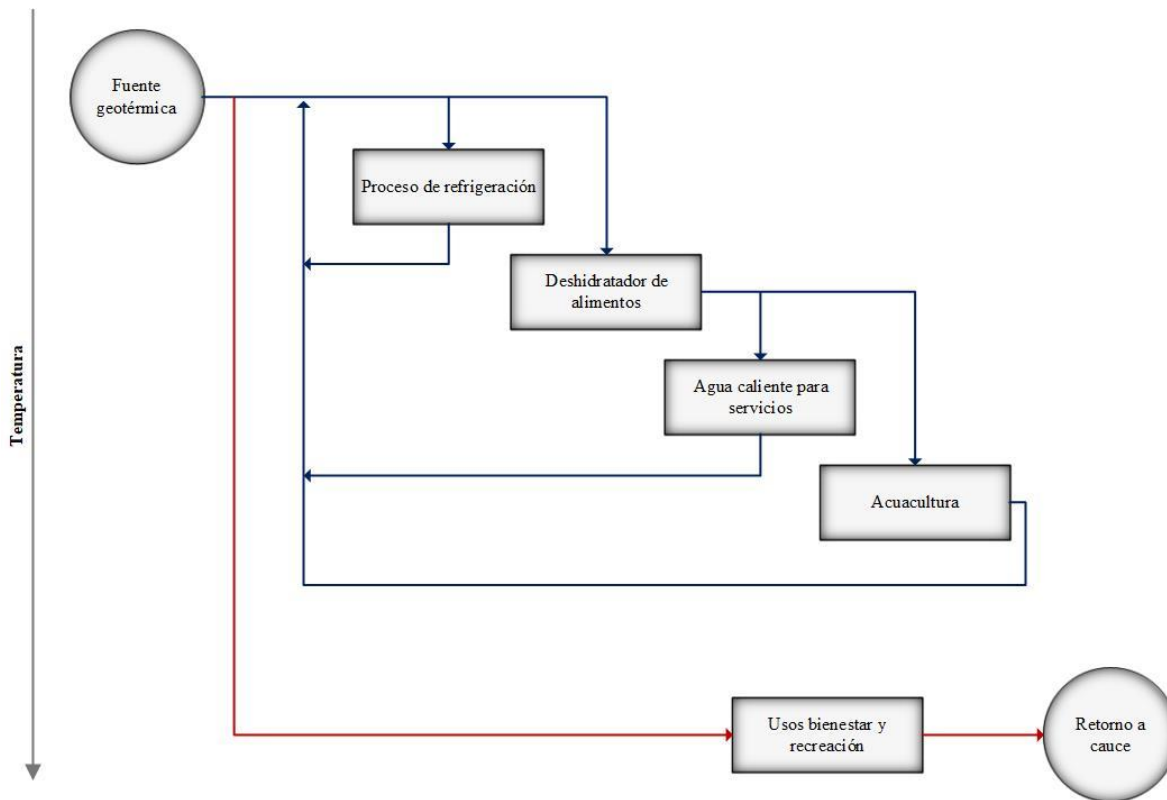 Fuente
geotérmica
Proceso de refrigeración
Deshidratador de
alimentos
Agua caliente para
servicios
Acuacultura
Temperatura
Usos bienestar y
recreación
Retorno a
cauce